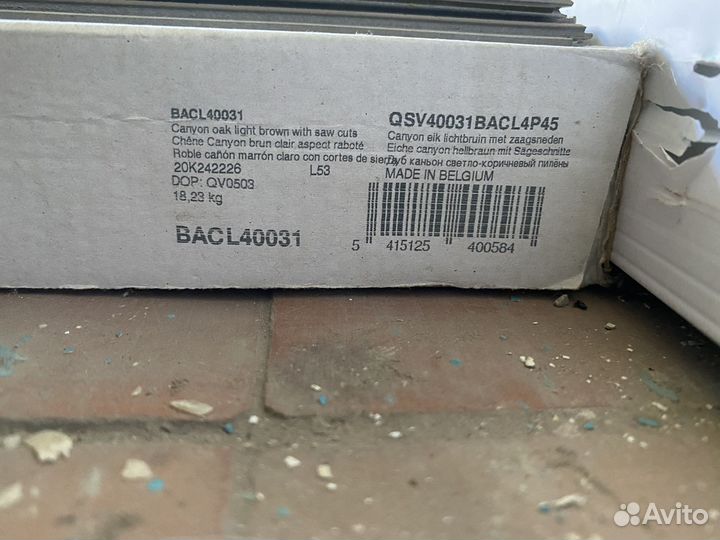 BACL40031
Canyon oak light brown with saw cuts
Chêne Canyon brun clair aspect raboté
Roble cañón marrón claro con cortes de sierra
20K242226 L53
DOP: QV0503
18,23 kg
BACL40031
QSV40031BACL4P45
Canyon eik lichtbruin met zaagsneden
Eiche canyon hellbraun mit Sägeschnitte
Дуб каньон светло-коричневый пилёны
MADE IN BELGIUM
5 415125 400584
Avito